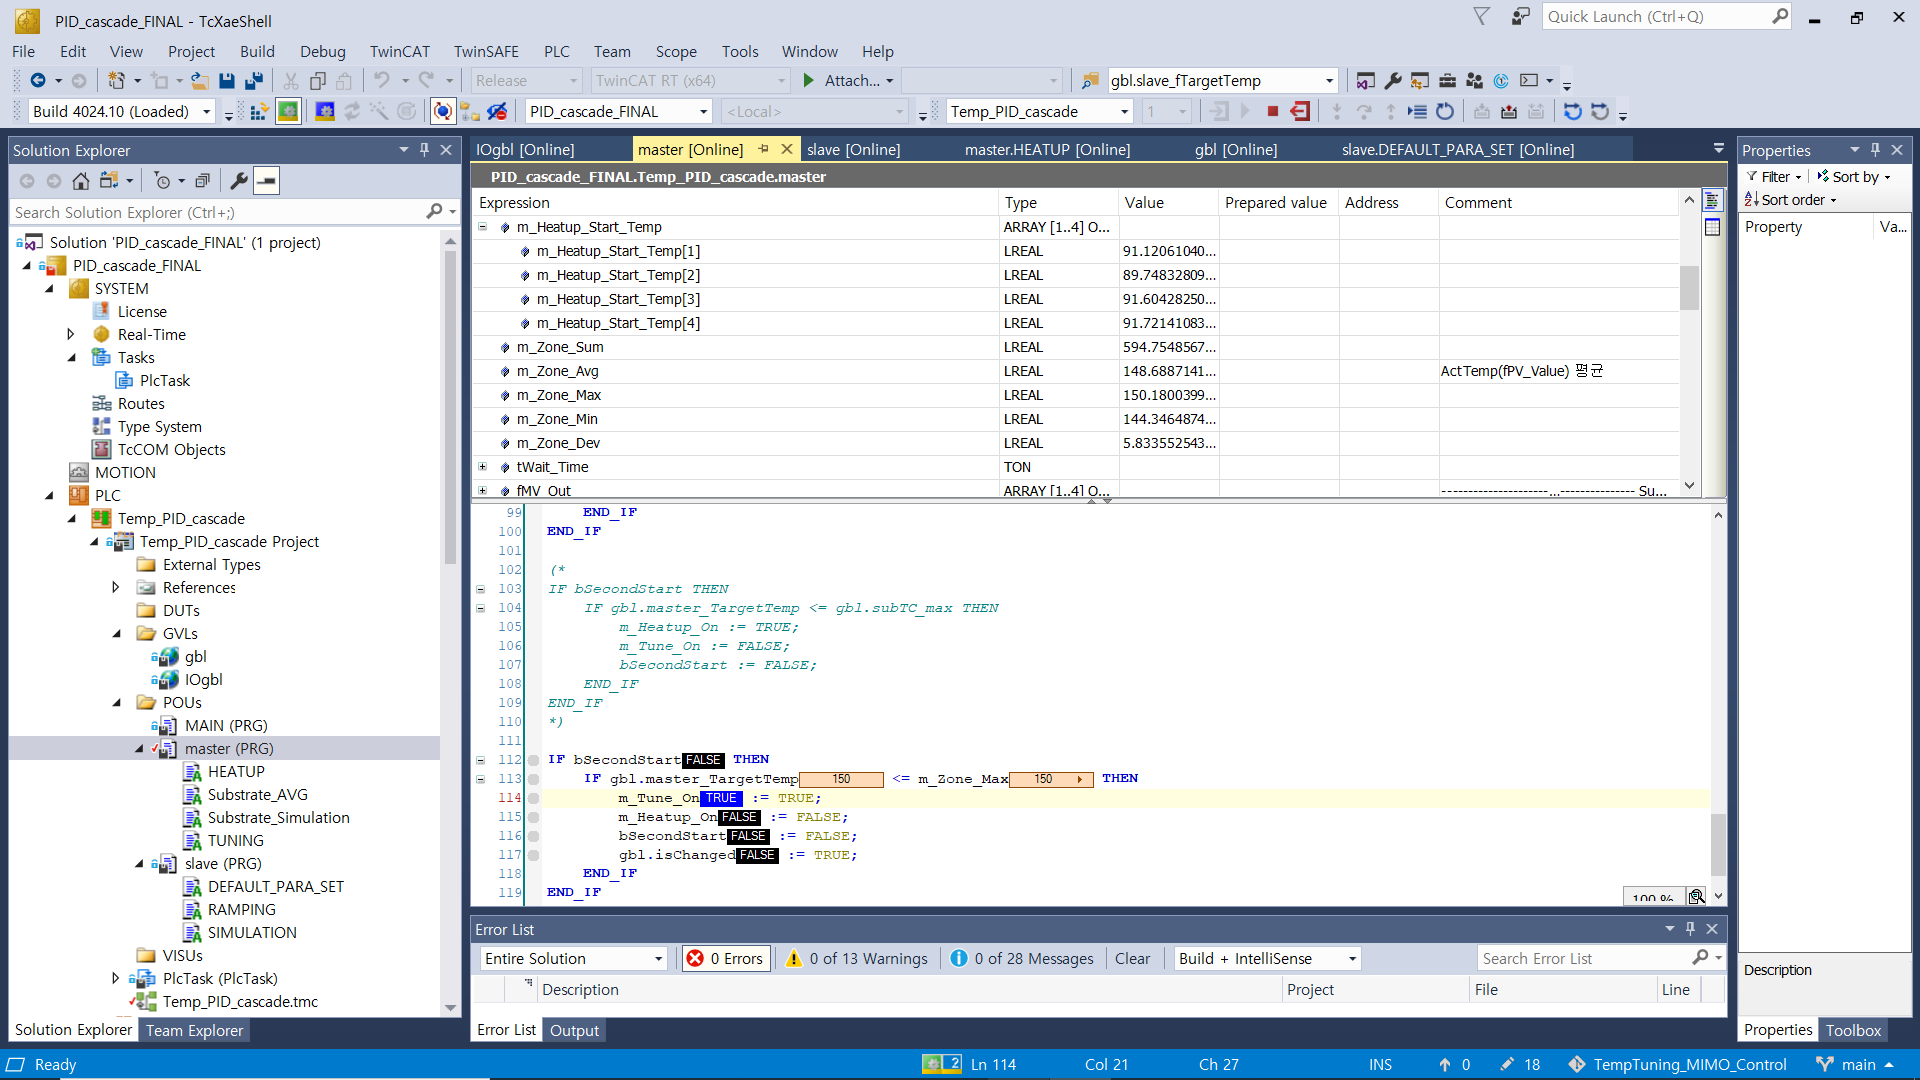 PID_cascade_FINAL - TcXaeShell
Quick Launch (Ctrl+Q)
File Edit View Project Build Debug TwinCAT TwinSAFE PLC Team Scope Tools Window Help
Release TwinCAT RT (x64) Attach... gbl.slave_fTargetTemp
Build 4024.10 (Loaded) PID_cascade_FINAL <Local> Temp_PID_cascade 1
Solution Explorer
Search Solution Explorer (Ctrl+;)
Solution 'PID_cascade_FINAL' (1 project)
PID_cascade_FINAL
SYSTEM
License
Real-Time
Tasks
PlcTask
Routes
Type System
TcCOM Objects
MOTION
PLC
Temp_PID_cascade
Temp_PID_cascade Project
External Types
References
DUTs
GVLs
gbl
IOgbl
POUs
MAIN (PRG)
master (PRG)
HEATUP
Substrate_AVG
Substrate_Simulation
TUNING
slave (PRG)
DEFAULT_PARA_SET
RAMPING
SIMULATION
VISUs
PlcTask (PlcTask)
Temp_PID_cascade.tmc
Solution Explorer Team Explorer
IOgbl [Online] master [Online] slave [Online] master.HEATUP [Online] gbl [Online] slave.DEFAULT_PARA_SET [Online]
PID_cascade_FINAL.Temp_PID_cascade.master
Expression Type Value Prepared value Address Comment
m_Heatup_Start_Temp ARRAY [1..4] O...
m_Heatup_Start_Temp[1] LREAL 91.12061040...
m_Heatup_Start_Temp[2] LREAL 89.74832809...
m_Heatup_Start_Temp[3] LREAL 91.60428250...
m_Heatup_Start_Temp[4] LREAL 91.72141083...
m_Zone_Sum LREAL 594.7548567...
m_Zone_Avg LREAL 148.6887141... ActTemp(fPV_Value) 평균
m_Zone_Max LREAL 150.1800399...
m_Zone_Min LREAL 144.3464874...
m_Zone_Dev LREAL 5.833552543...
tWait_Time TON
fMV_Out ARRAY [1..4] O... ----------------------...--------------- Su...
99 END_IF
100 END_IF
101
102 (*
103 IF bSecondStart THEN
104 IF gbl.master_TargetTemp <= gbl.subTC_max THEN
105 m_Heatup_On := TRUE;
106 m_Tune_On := FALSE;
107 bSecondStart := FALSE;
108 END_IF
109 END_IF
110 *)
111
112 IF bSecondStart FALSE THEN
113 IF gbl.master_TargetTemp 150 <= m_Zone_Max 150 THEN
114 m_Tune_On TRUE := TRUE;
115 m_Heatup_On FALSE := FALSE;
116 bSecondStart FALSE := FALSE;
117 gbl.isChanged FALSE := TRUE;
118 END_IF
119 END_IF
100 %
Error List
Entire Solution 0 Errors 0 of 13 Warnings 0 of 28 Messages Clear Build + IntelliSense Search Error List
Description Project File Line
Error List Output
Properties
Filter Sort by
Sort order
Property Va...
Description
Properties Toolbox
Ready 2 Ln 114 Col 21 Ch 27 INS 0 18 TempTuning_MIMO_Control main